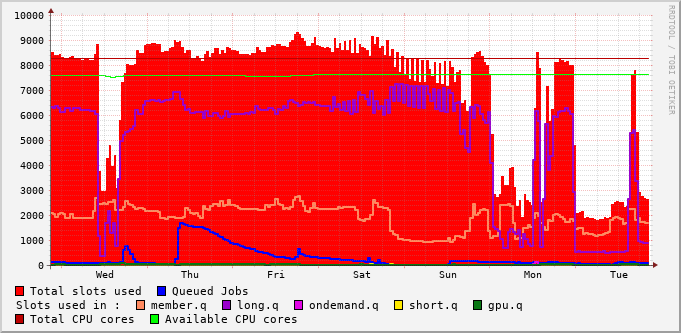 10000
9000
8000
7000
6000
5000
4000
3000
2000
1000
0
Wed Thu Fri Sat Sun Mon Tue
RRDTOOL / TOBI OETIKER
Total slots used Queued Jobs
Slots used in : member.q long.q ondemand.q short.q gpu.q
Total CPU cores Available CPU cores